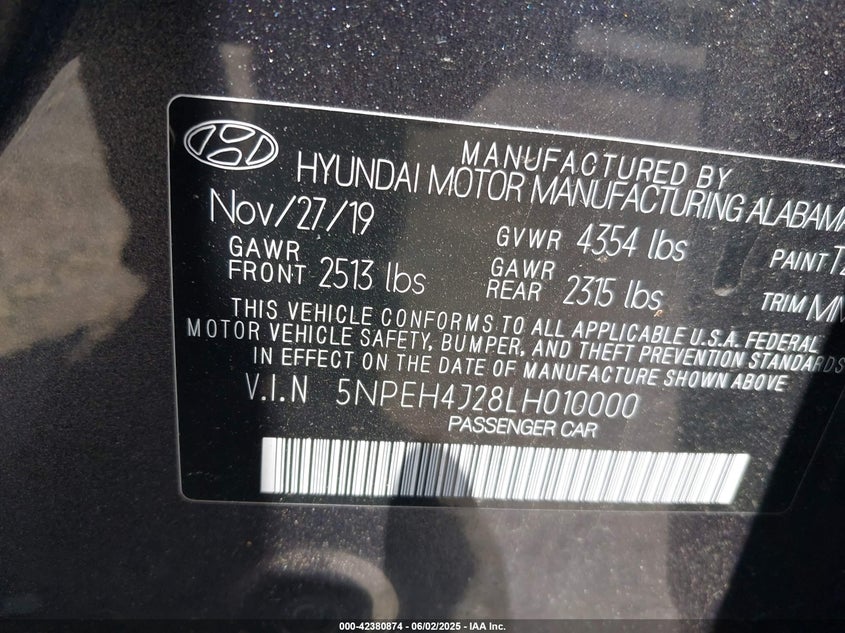 MANUFACTURED BY
HYUNDAI MOTOR MANUFACTURING ALABAMA
Nov/27/19
GVWR 4354 lbs
PAINT
GAWR FRONT 2513 lbs
GAWR REAR 2315 lbs
TRIM
THIS VEHICLE CONFORMS TO ALL APPLICABLE U.S.A. FEDERAL
MOTOR VEHICLE SAFETY, BUMPER, AND THEFT PREVENTION STANDARDS
IN EFFECT ON THE DATE OF MANUFACTURE SHOWN ABOVE
V.I.N 5NPEH4J28LH010000
PASSENGER CAR
000-42380874 - 06/02/2025 - IAA Inc.